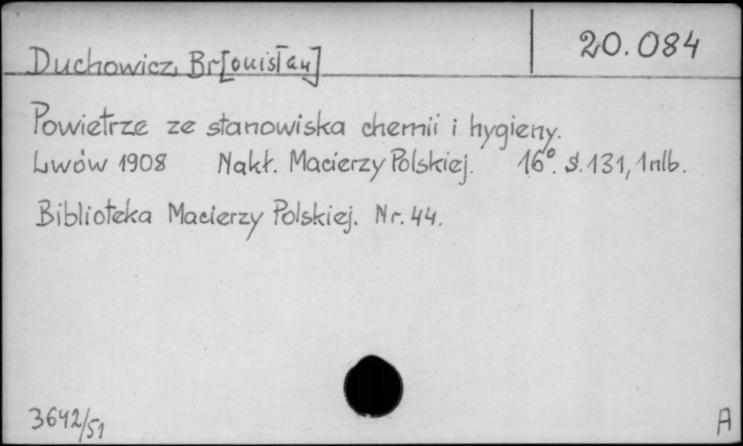 20.084
Duchowicz, Br[onisław]
Powietrze ze stanowiska chemii i hygieny.
Lwów 1908 Nakł. Macierzy Polskiej. 16°. S. 131, 1 nlb.
Biblioteka Macierzy Polskiej. Nr. 44.
3642/51
A